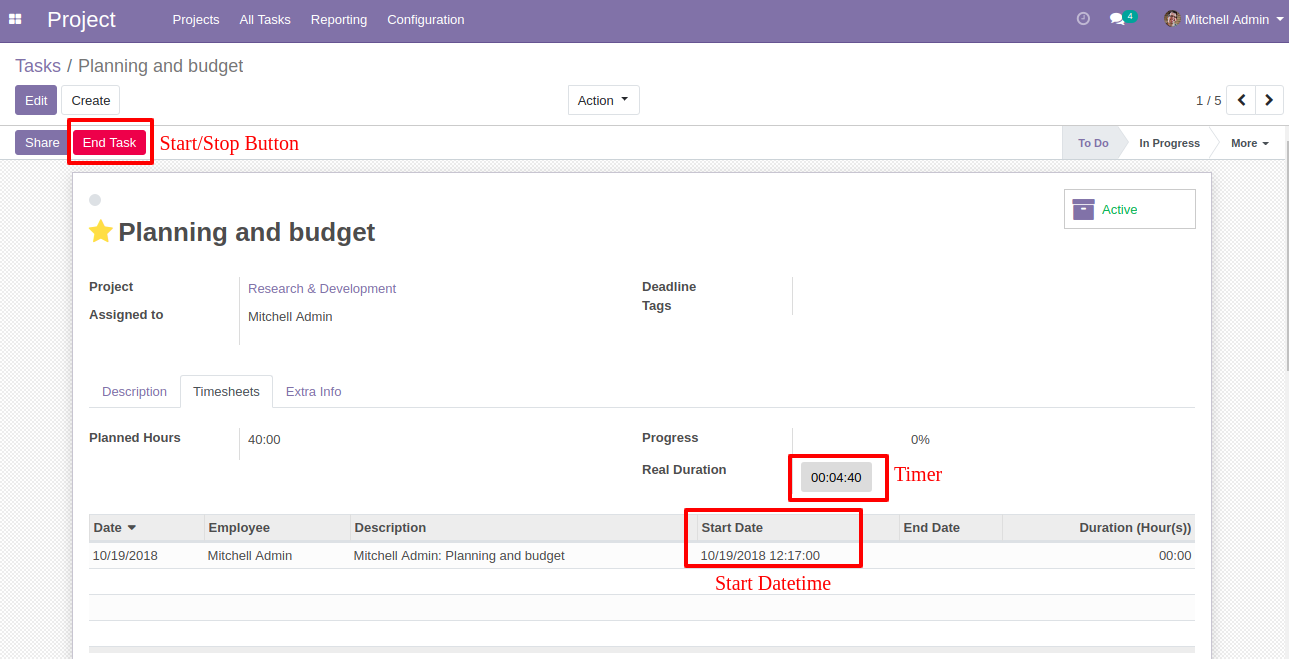 Project Projects All Tasks Reporting Configuration 4 Mitchell Admin
Tasks / Planning and budget
Edit Create Action 1 / 5
Share End Task Start/Stop Button To Do In Progress More
Active
Planning and budget
Project Research & Development Deadline
Tags
Assigned to Mitchell Admin
Description Timesheets Extra Info
Planned Hours 40:00 Progress 0%
Real Duration 00:04:40 Timer
Date Employee Description Start Date End Date Duration (Hour(s))
10/19/2018 Mitchell Admin Mitchell Admin: Planning and budget 10/19/2018 12:17:00 00:00
Start Datetime